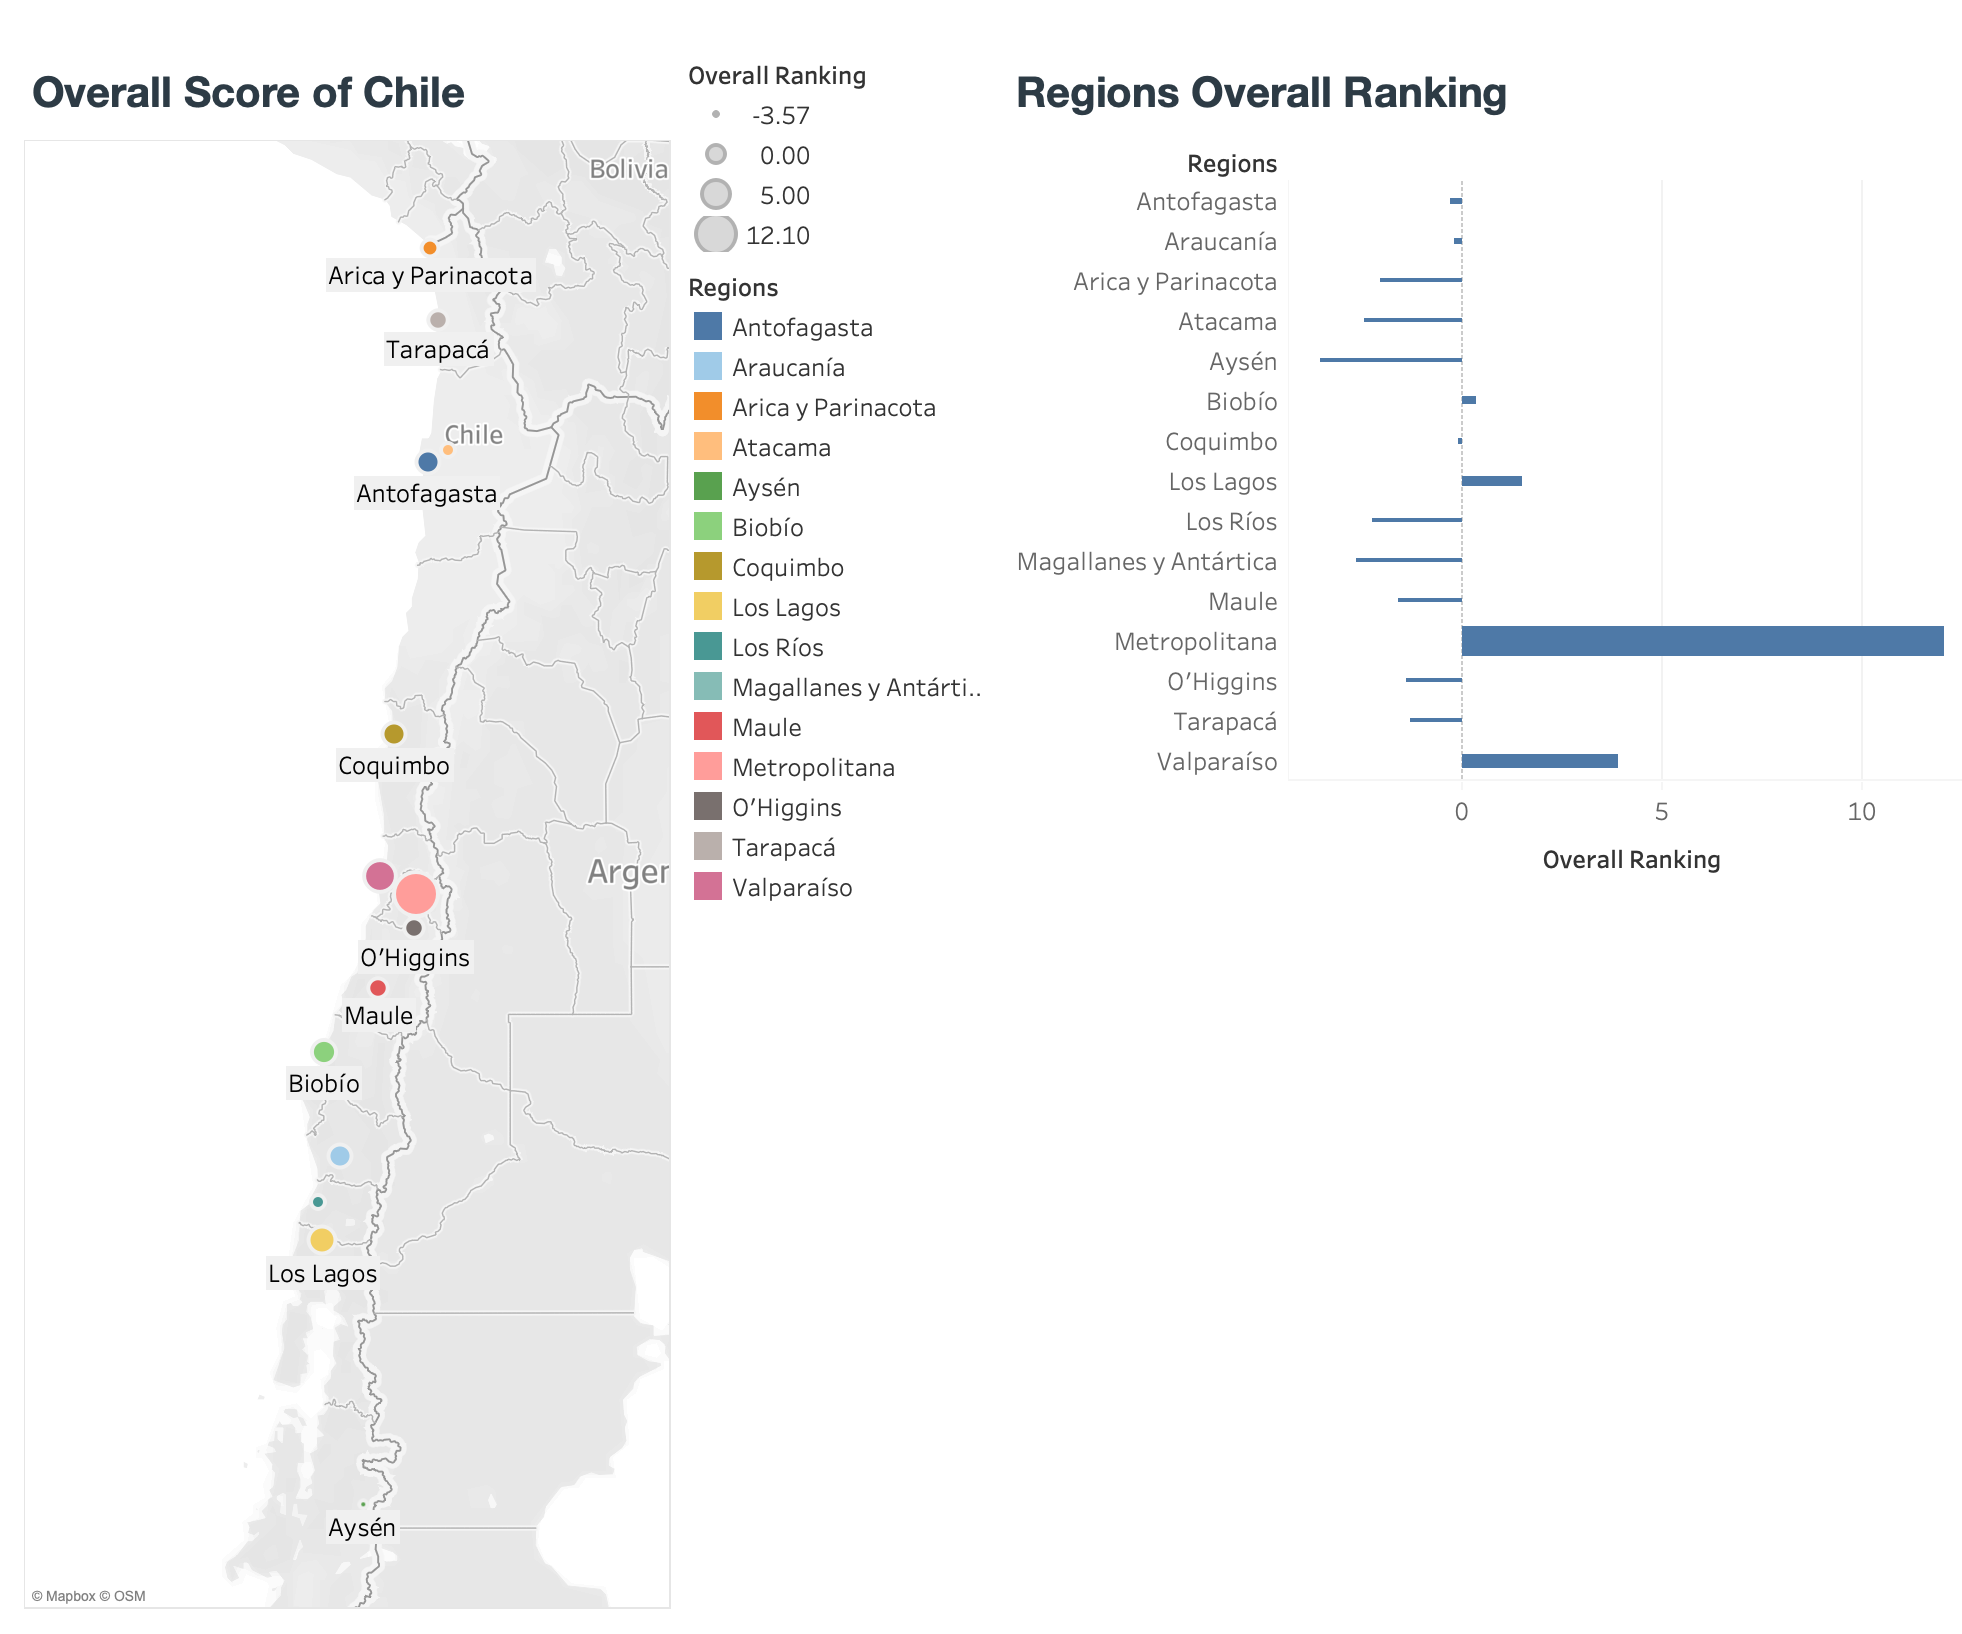 Overall Score of Chile
Bolivia
Arica y Parinacota
Tarapacá
Chile
Antofagasta
Coquimbo
Argen
O'Higgins
Maule
Biobío
Los Lagos
Aysén
© Mapbox © OSM
Overall Ranking
-3.57
0.00
5.00
12.10
Regions
Antofagasta
Araucanía
Arica y Parinacota
Atacama
Aysén
Biobío
Coquimbo
Los Lagos
Los Ríos
Magallanes y Antárti..
Maule
Metropolitana
O'Higgins
Tarapacá
Valparaíso
Regions Overall Ranking
Regions
Antofagasta
Araucanía
Arica y Parinacota
Atacama
Aysén
Biobío
Coquimbo
Los Lagos
Los Ríos
Magallanes y Antártica
Maule
Metropolitana
O'Higgins
Tarapacá
Valparaíso
0 5 10
Overall Ranking